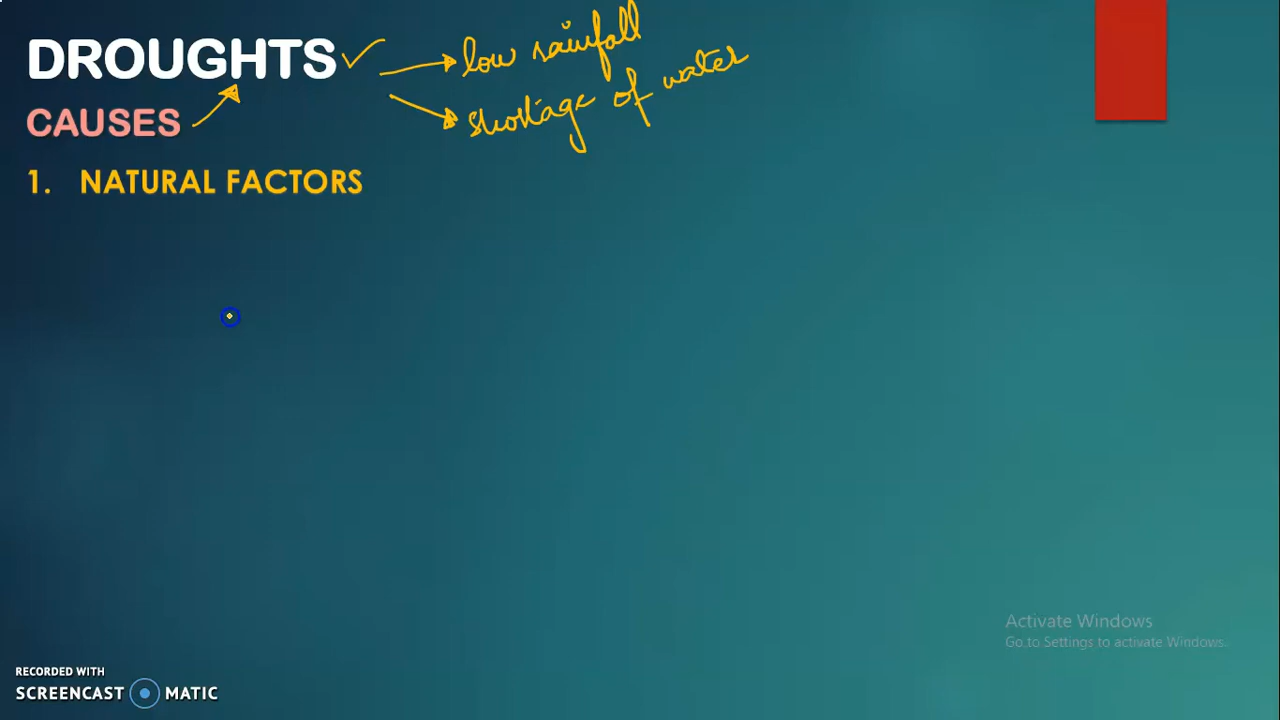 DROUGHTS
low rainfall
shortage of water
CAUSES
1. NATURAL FACTORS
Activate Windows
Go to Settings to activate Windows.
RECORDED WITH
SCREENCAST MATIC